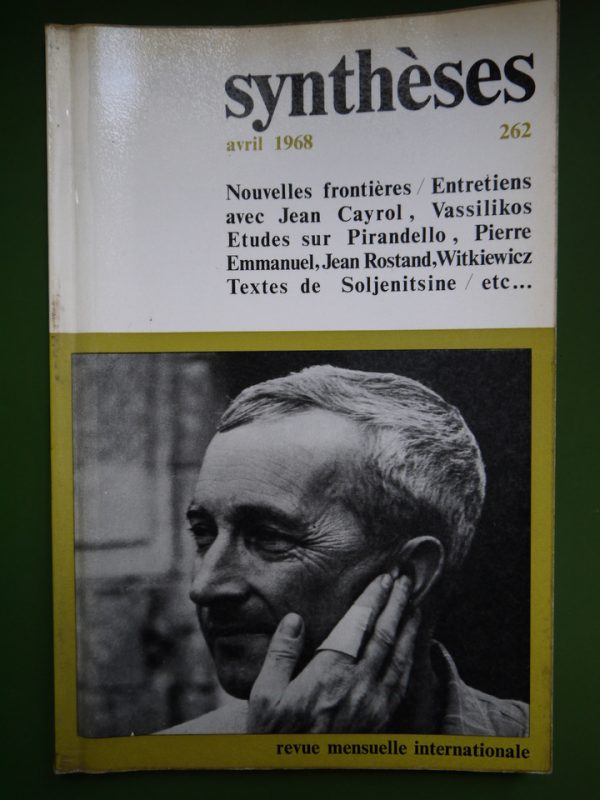 synthèses
avril 1968 262
Nouvelles frontières / Entretiens
avec Jean Cayrol, Vassilikos
Etudes sur Pirandello, Pierre
Emmanuel, Jean Rostand, Witkiewicz
Textes de Soljenitsine / etc...
revue mensuelle internationale